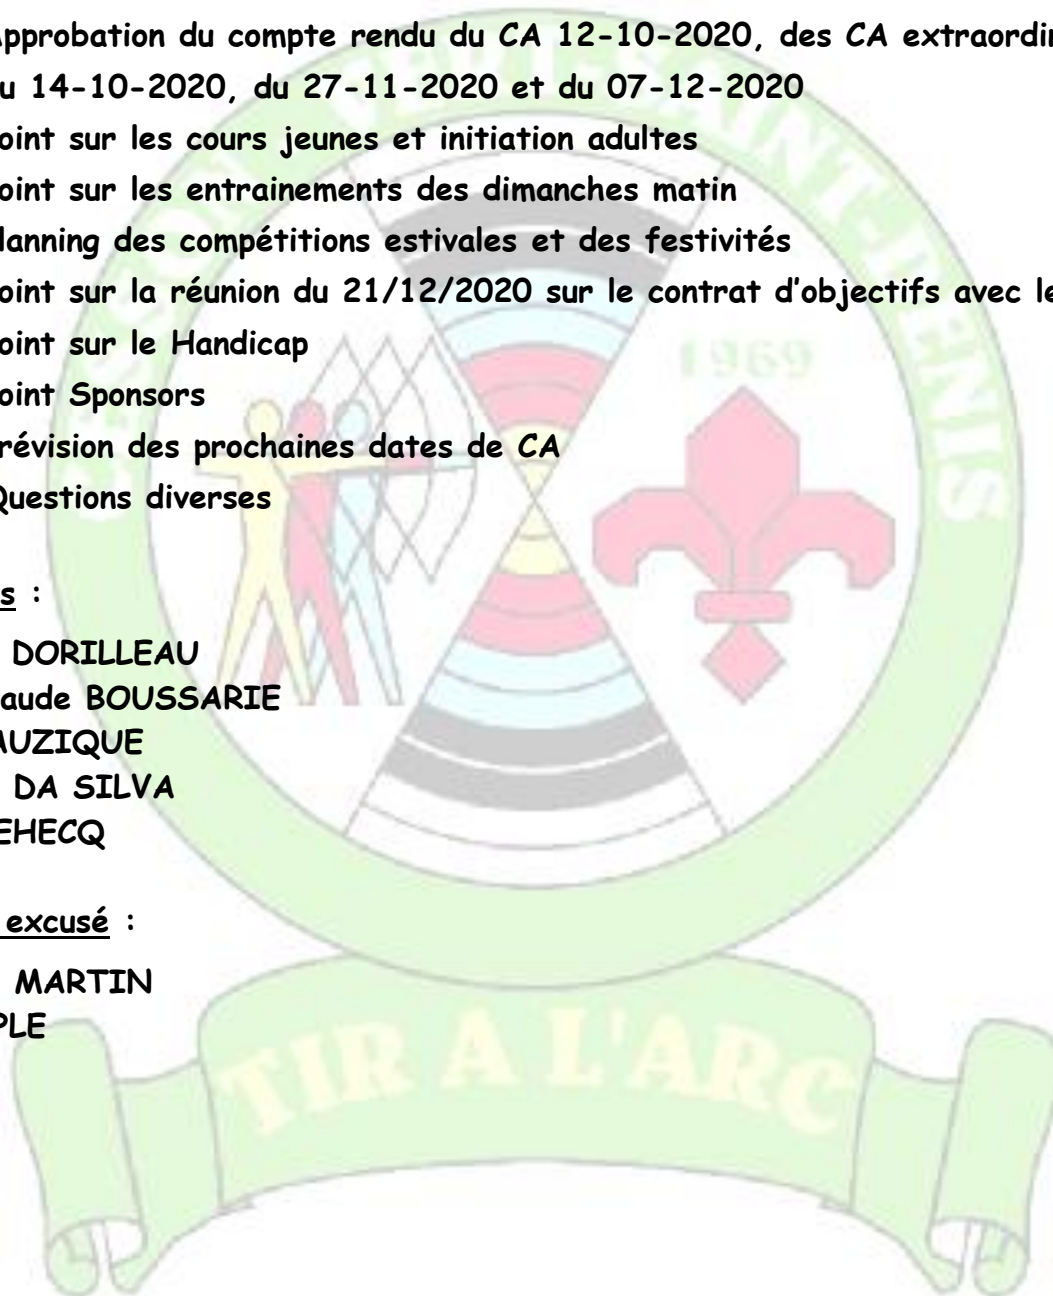 Approbation du compte rendu du CA 12-10-2020, des CA extraordin
u 14-10-2020, du 27-11-2020 et du 07-12-2020
oint sur les cours jeunes et initiation adultes
oint sur les entrainements des dimanches matin
lanning des compétitions estivales et des festivités
oint sur la réunion du 21/12/2020 sur le contrat d'objectifs avec le
oint sur le Handicap
oint Sponsors
révision des prochaines dates de CA
Questions diverses
s :
DORILLEAU
aude BOUSSARIE
AUZIQUE
DA SILVA
EHECQ
excusé :
MARTIN
PLE
CESSON VERT-SAINT-DENIS
1969
TIR A L'ARC